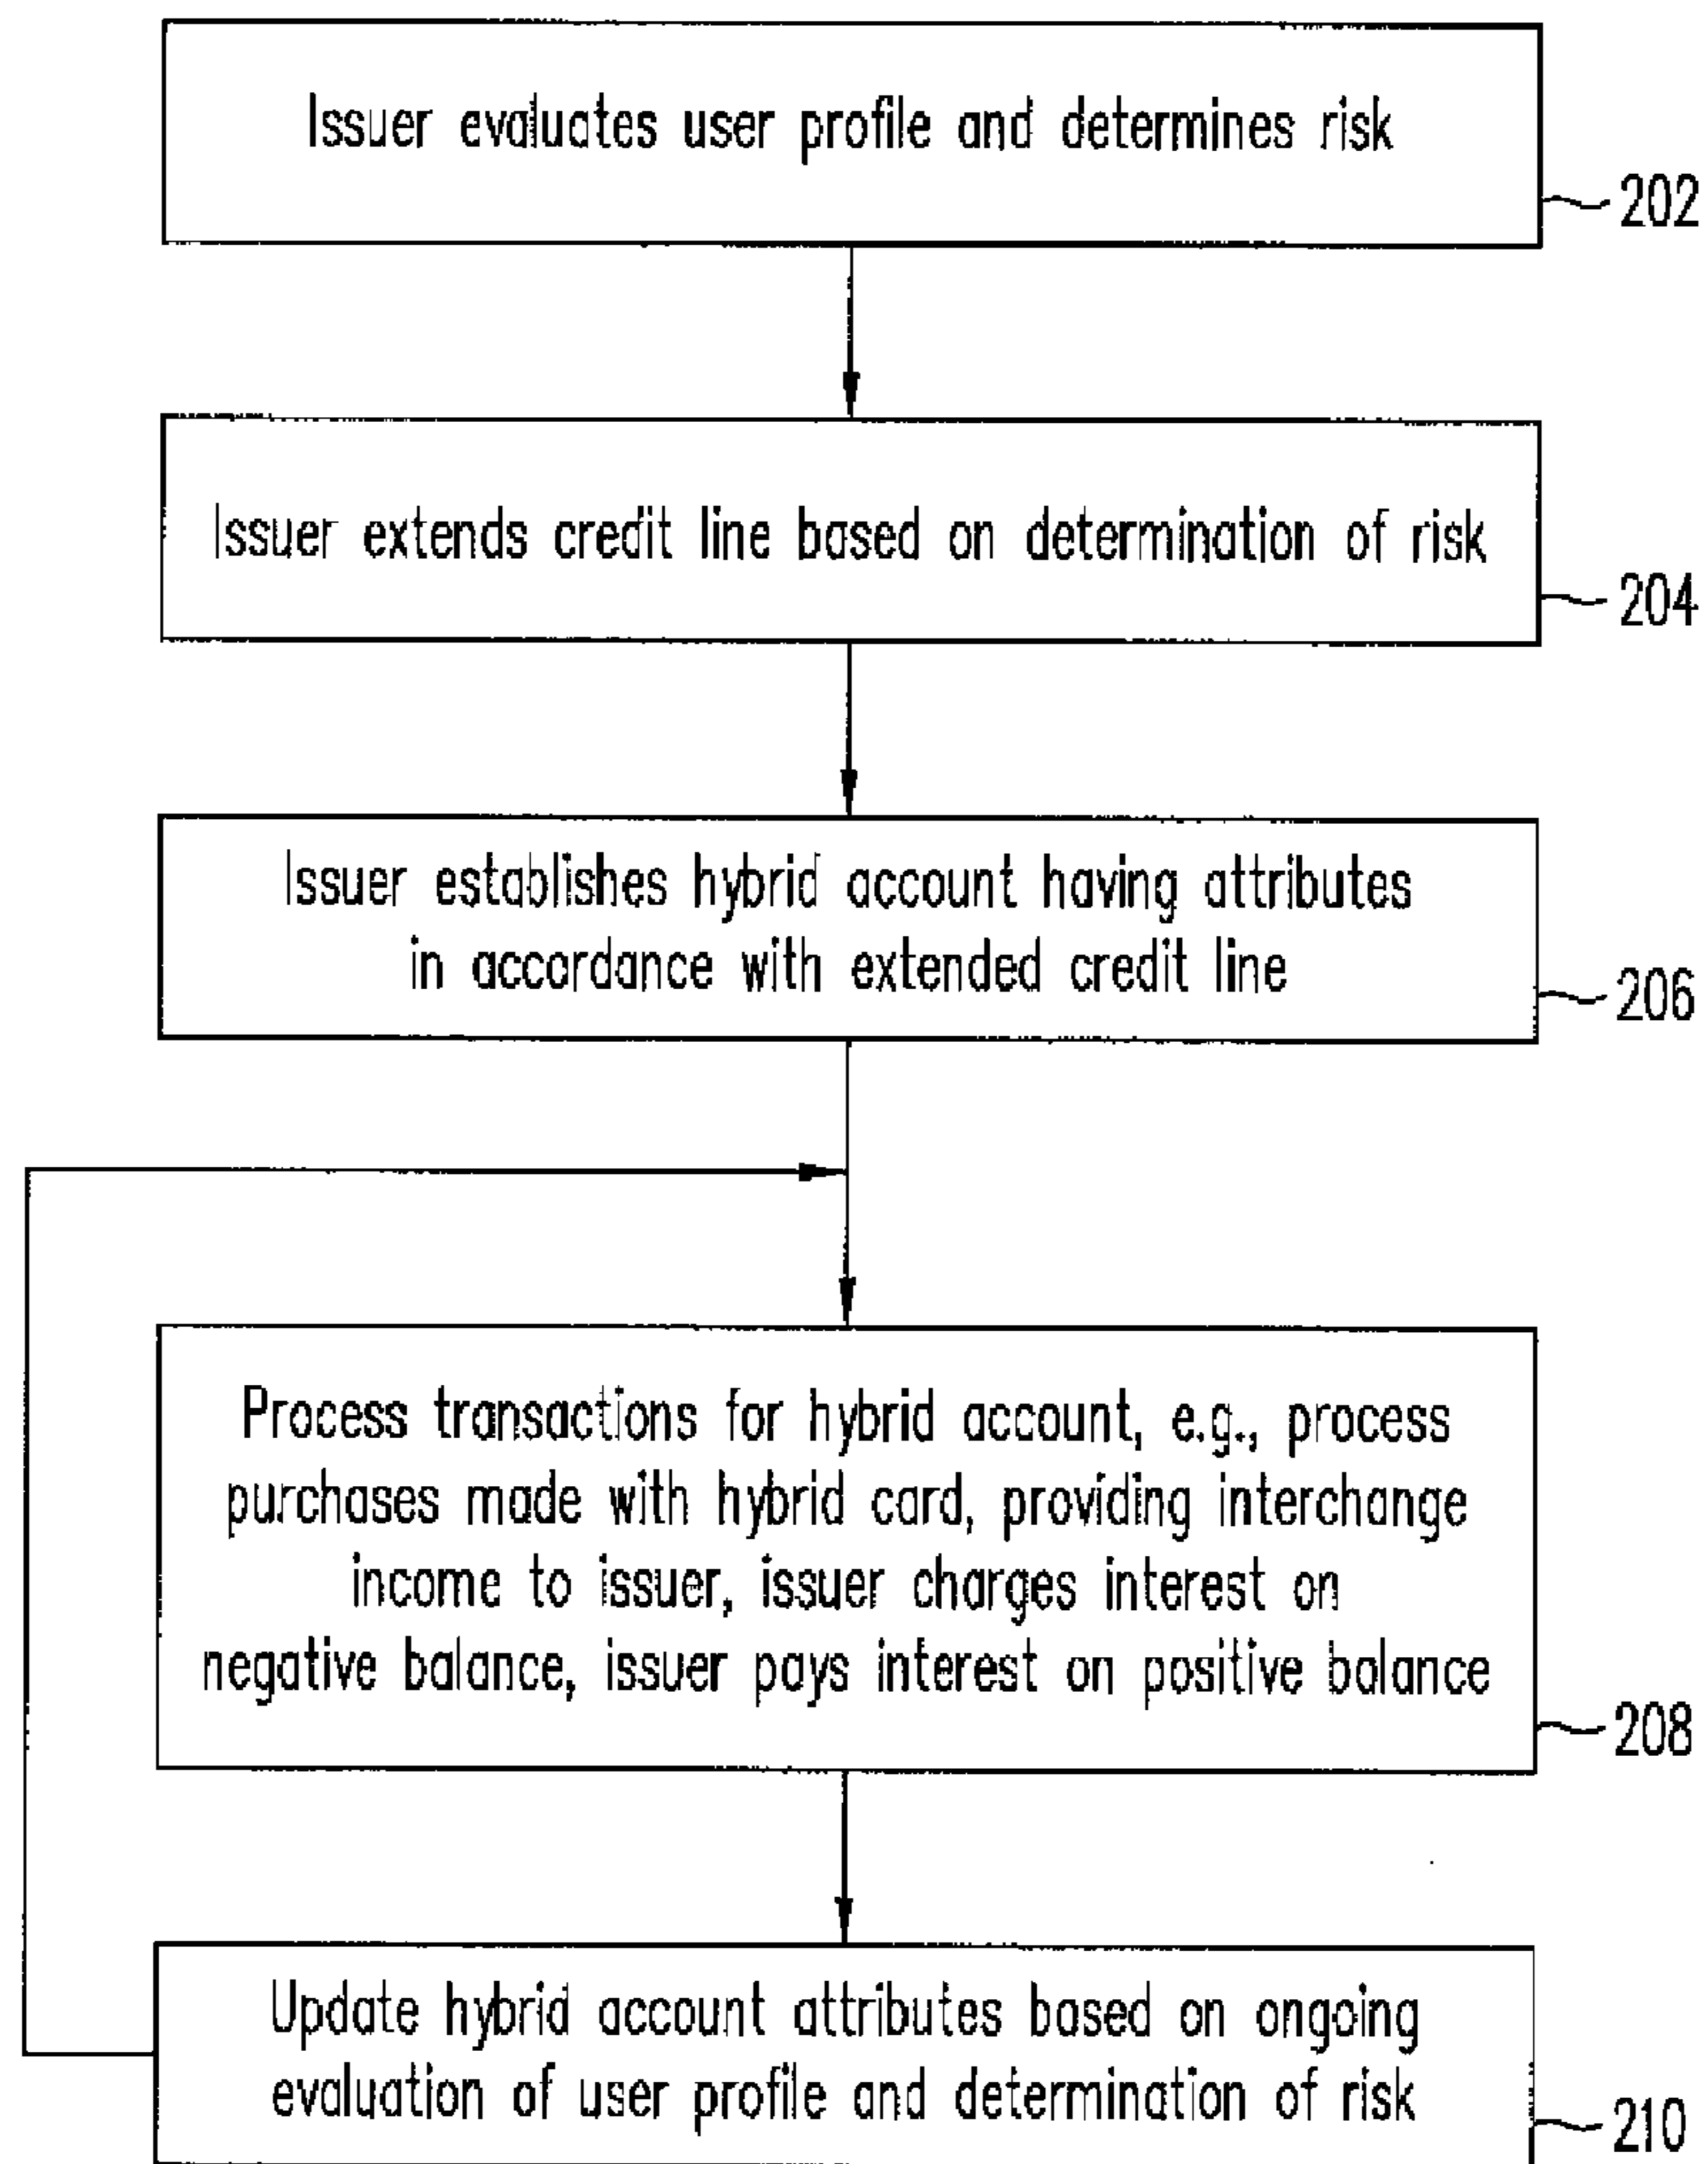 Issuer evaluates user profile and determines risk
202
Issuer extends credit line based on determination of risk
204
Issuer establishes hybrid account having attributes
in accordance with extended credit line
206
Process transactions for hybrid account, e.g., process
purchases made with hybrid card, providing interchange
income to issuer, issuer charges interest on
negative balance, issuer pays interest on positive balance
208
Update hybrid account attributes based on ongoing
evaluation of user profile and determination of risk
210